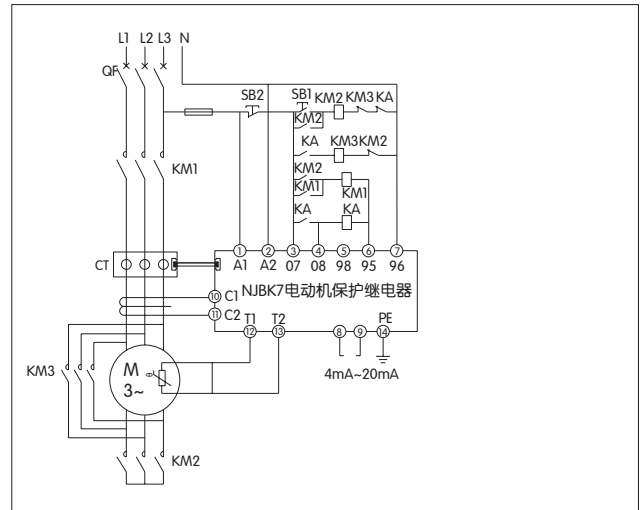 L1 L2 L3 N
QF
SB2
SB1 KM2 KM3 KA
KM2
KA KM3 KM2
KM1
KM2
KM1 KM1
KA KA
① ② ③ ④ ⑤ ⑥ ⑦
CT
A1 A2 07 08 98 95 96
NJBK7电动机保护继电器
⑩ C1
⑪ C2
T1 T2 PE
⑫ ⑬ ⑧ ⑨ ⑭
KM3
M
3~
θ
4mA~20mA
KM2